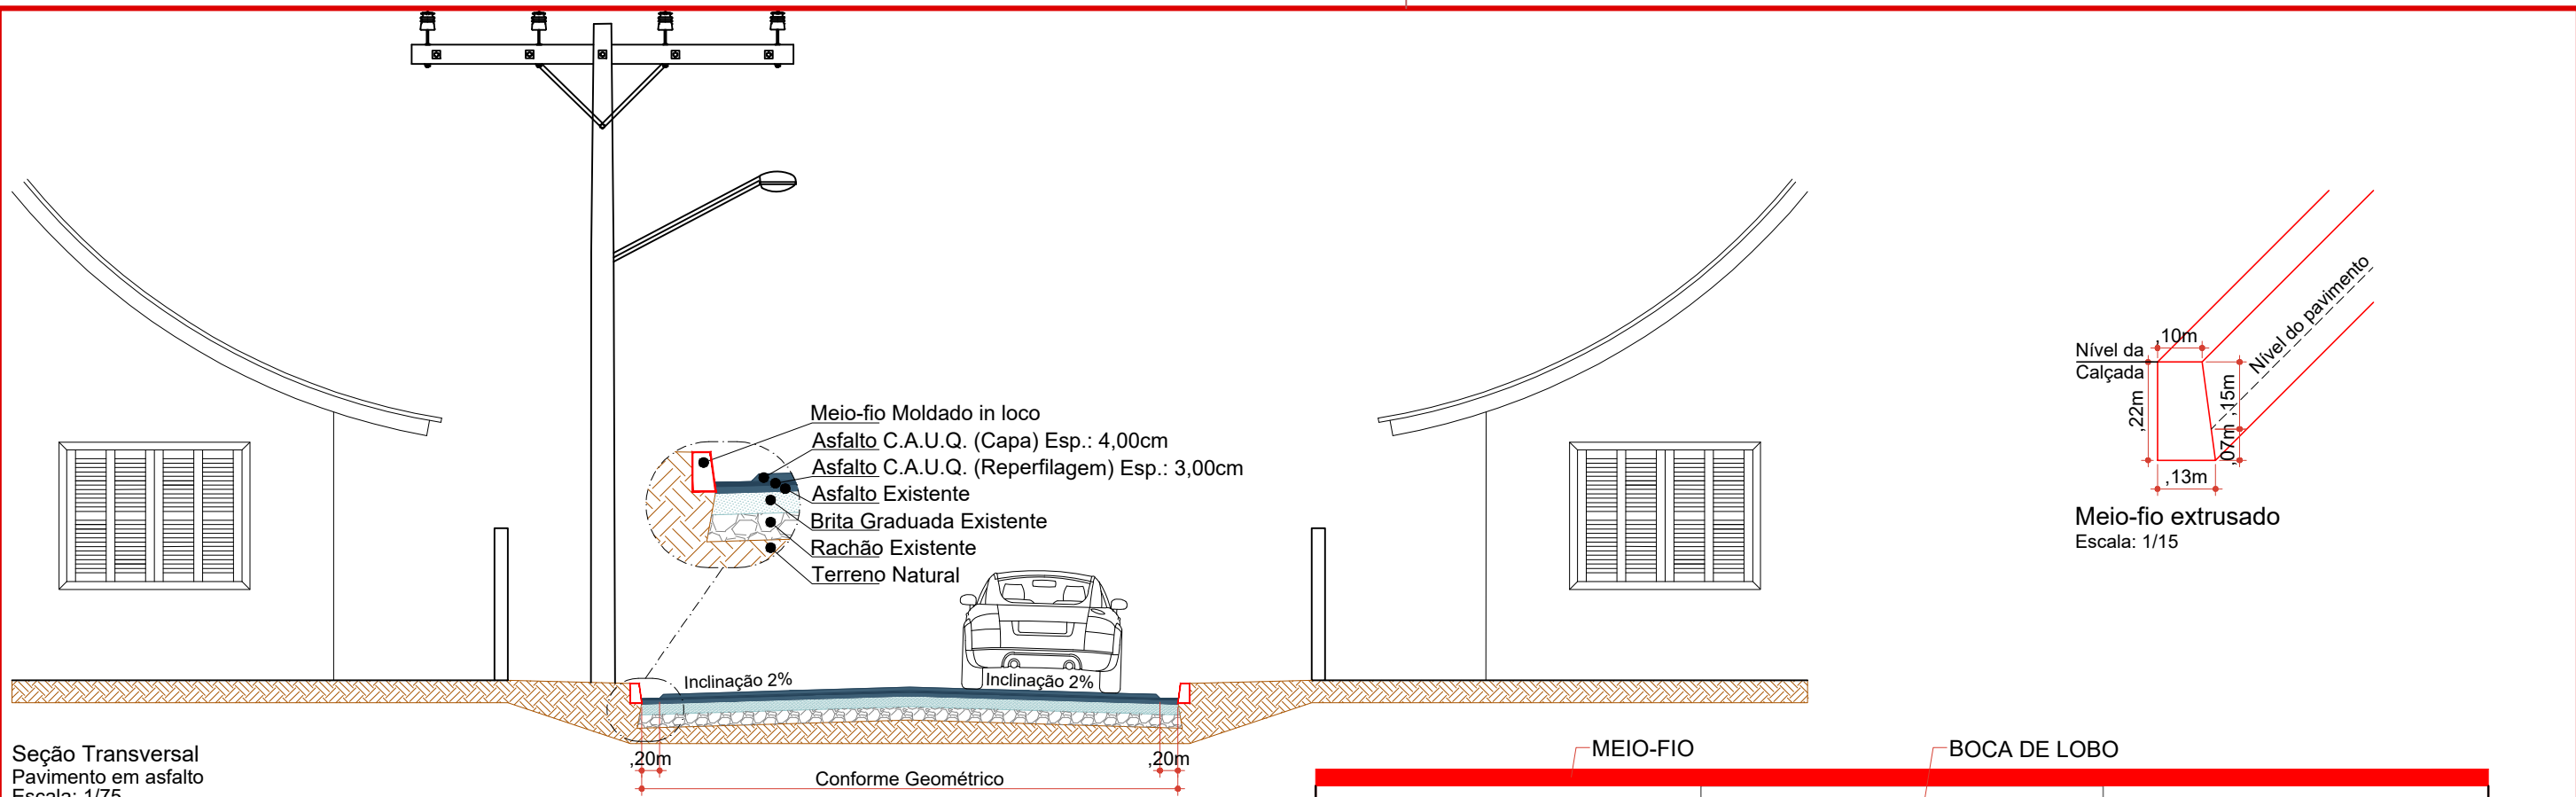 Meio-fio Moldado in loco
Asfalto C.A.U.Q. (Capa) Esp.: 4,00cm
Asfalto C.A.U.Q. (Reperfilagem) Esp.: 3,00cm
Asfalto Existente
Brita Graduada Existente
Rachão Existente
Terreno Natural
Inclinação 2%
Inclinação 2%
,20m
,20m
Conforme Geométrico
Seção Transversal
Pavimento em asfalto
Escala: 1/75
,10m
Nível da
Calçada
Nível do pavimento
,22m
,15m
,07m
,13m
Meio-fio extrusado
Escala: 1/15
MEIO-FIO
BOCA DE LOBO